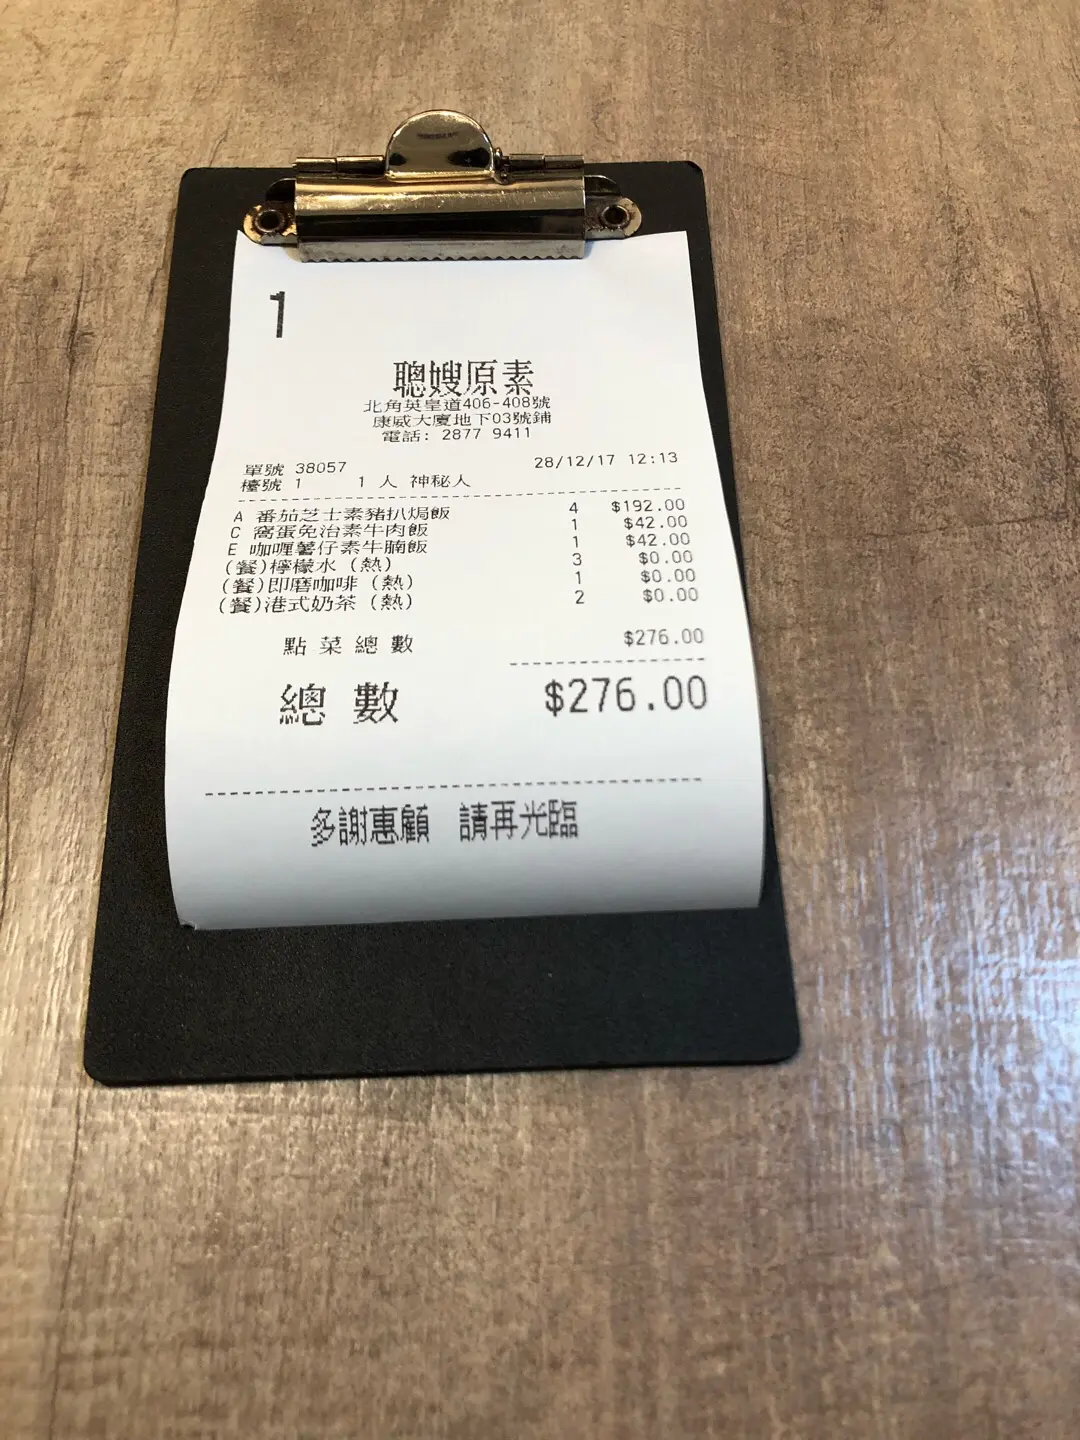 1
聰嫂原素
北角英皇道406-408號
康威大廈地下03號鋪
電話: 2877 9411
單號 38057 28/12/17 12:13
檯號 1 1 人 神秘人
A 番茄芝士素豬扒焗飯 4 $192.00
C 窩蛋免治素牛肉飯 1 $42.00
E 咖喱薯仔素牛腩飯 1 $42.00
(餐)檸檬水 (熱) 3 $0.00
(餐)即磨咖啡 (熱) 1 $0.00
(餐)港式奶茶 (熱) 2 $0.00
點菜總數 $276.00
總數 $276.00
多謝惠顧 請再光臨